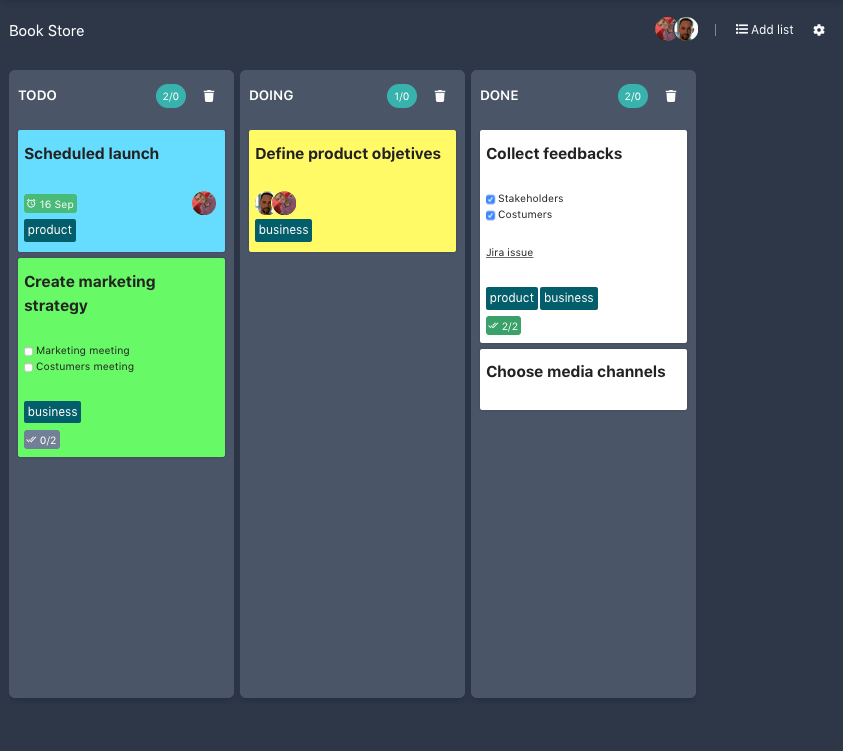 Book Store
Add list
TODO
2/0
Scheduled launch
16 Sep
product
Create marketing
strategy
Marketing meeting
Costumers meeting
business
0/2
DOING
1/0
Define product objetives
business
DONE
2/0
Collect feedbacks
Stakeholders
Costumers
Jira issue
product business
2/2
Choose media channels